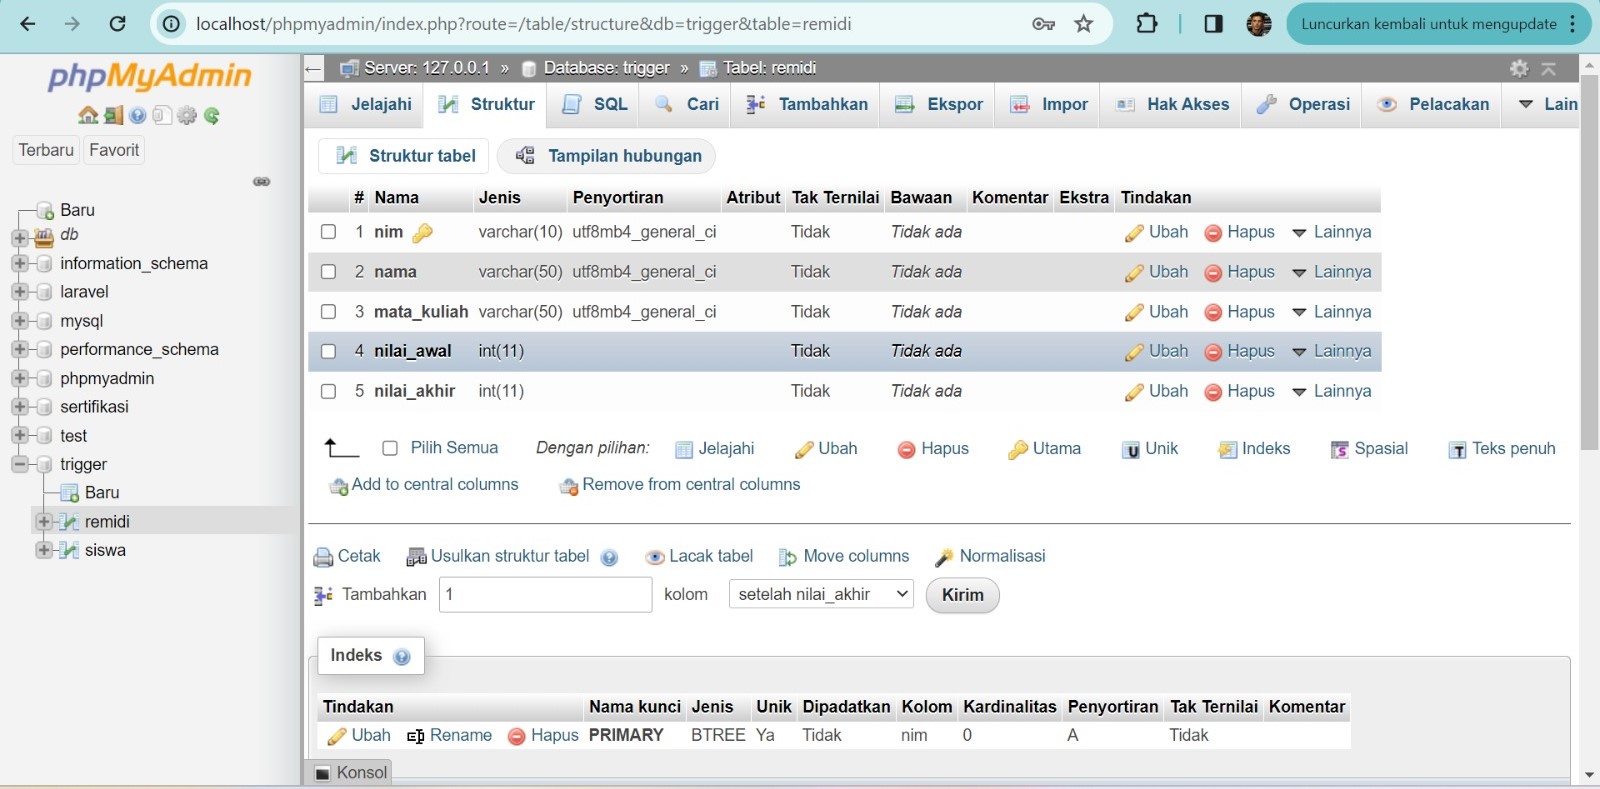 localhost/phpmyadmin/index.php?route=/table/structure&db=trigger&table=remidi
Luncurkan kembali untuk mengupdate
phpMyAdmin
Terbaru Favorit
Baru
db
information_schema
laravel
mysql
performance_schema
phpmyadmin
sertifikasi
test
trigger
Baru
remidi
siswa
Server: 127.0.0.1 » Database: trigger » Tabel: remidi
Jelajahi Struktur SQL Cari Tambahkan Ekspor Impor Hak Akses Operasi Pelacakan Lain
Struktur tabel Tampilan hubungan
# Nama Jenis Penyortiran Atribut Tak Ternilai Bawaan Komentar Ekstra Tindakan
1 nim varchar(10) utf8mb4_general_ci Tidak Tidak ada Ubah Hapus Lainnya
2 nama varchar(50) utf8mb4_general_ci Tidak Tidak ada Ubah Hapus Lainnya
3 mata_kuliah varchar(50) utf8mb4_general_ci Tidak Tidak ada Ubah Hapus Lainnya
4 nilai_awal int(11) Tidak Tidak ada Ubah Hapus Lainnya
5 nilai_akhir int(11) Tidak Tidak ada Ubah Hapus Lainnya
Pilih Semua Dengan pilihan: Jelajahi Ubah Hapus Utama Unik Indeks Spasial Teks penuh
Add to central columns Remove from central columns
Cetak Usulkan struktur tabel Lacak tabel Move columns Normalisasi
Tambahkan 1 kolom setelah nilai_akhir Kirim
Indeks
Tindakan Nama kunci Jenis Unik Dipadatkan Kolom Kardinalitas Penyortiran Tak Ternilai Komentar
Ubah Rename Hapus PRIMARY BTREE Ya Tidak nim 0 A Tidak
Konsol